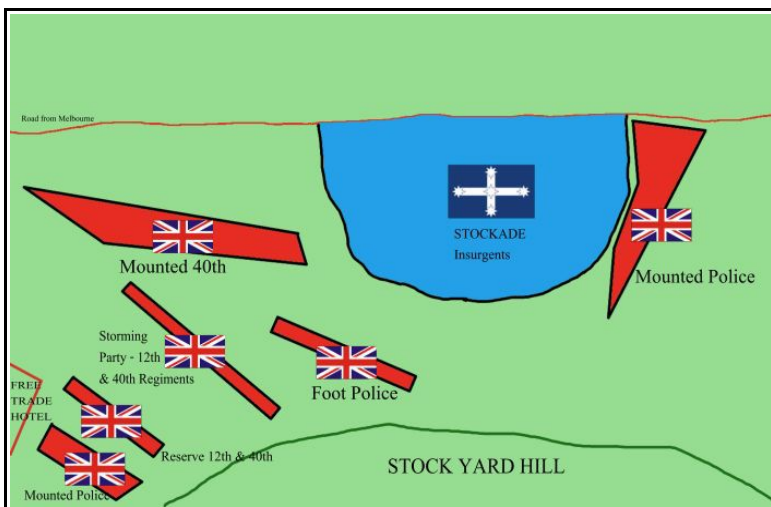 Road from Melbourne
STOCKADE
Insurgents
Mounted 40th
Mounted Police
Storming
Party - 12th
& 40th Regiments
Foot Police
FREE
TRADE
HOTEL
Reserve 12th & 40th
STOCK YARD HILL
Mounted Police